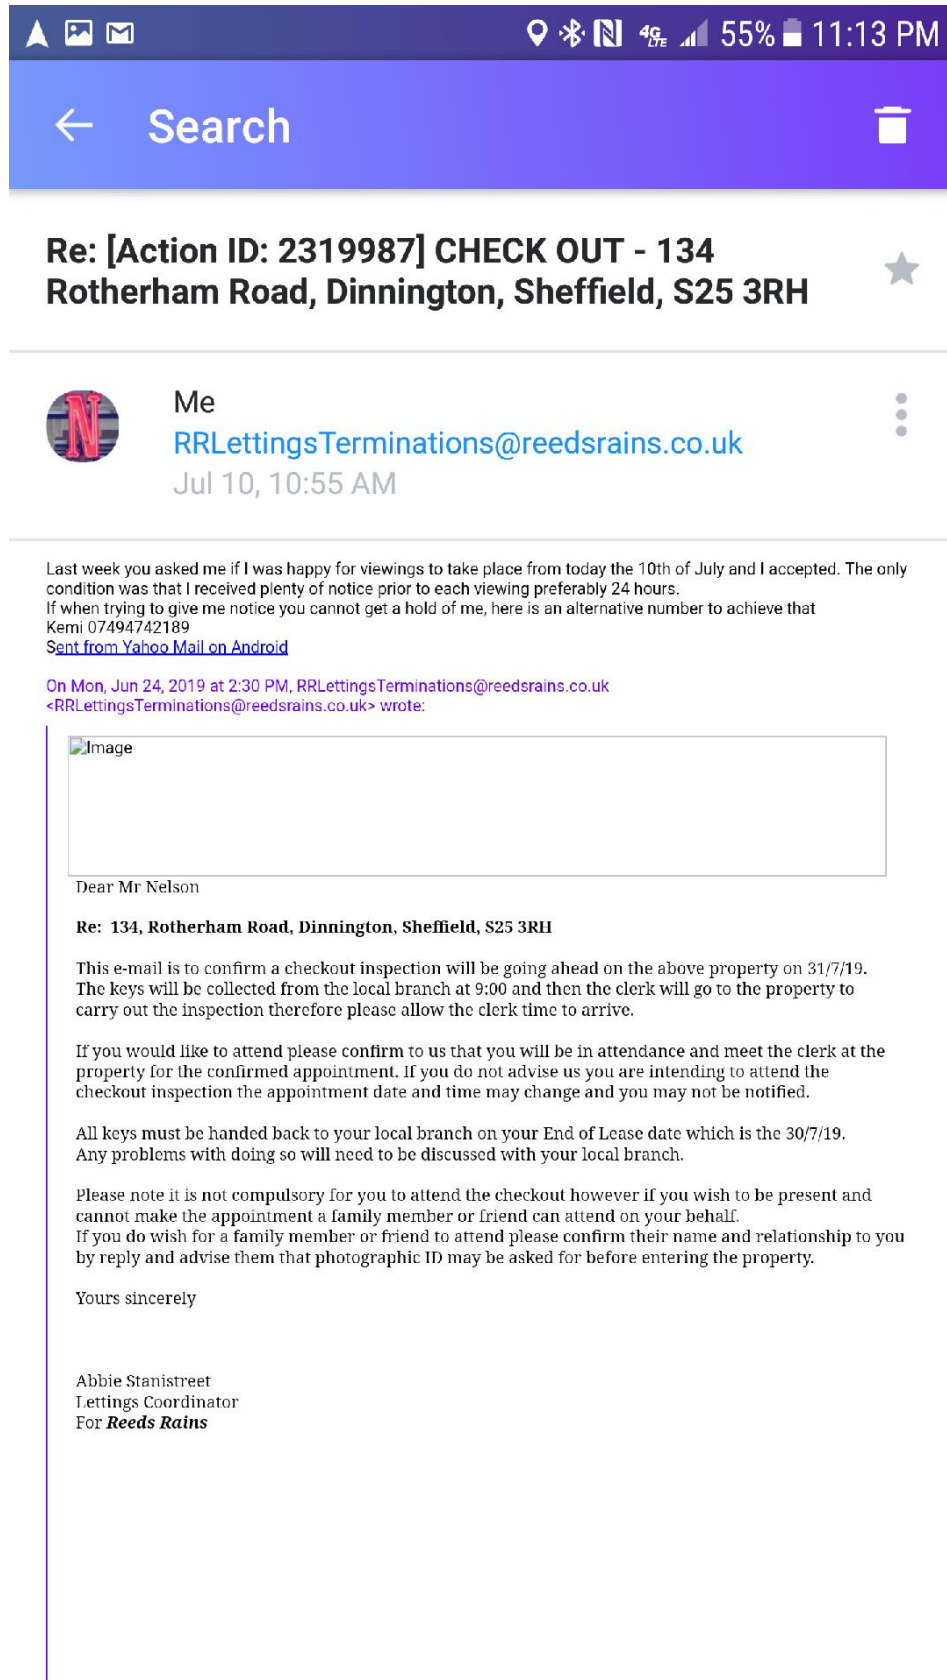 4G LTE 55% 11:13 PM
Search
Re: [Action ID: 2319987] CHECK OUT - 134
Rotherham Road, Dinnington, Sheffield, S25 3RH
N
Me
RRLettingsTerminations@reedsrains.co.uk
Jul 10, 10:55 AM
Last week you asked me if I was happy for viewings to take place from today the 10th of July and I accepted. The only
condition was that I received plenty of notice prior to each viewing preferably 24 hours.
If when trying to give me notice you cannot get a hold of me, here is an alternative number to achieve that
Kemi 07494742189
Sent from Yahoo Mail on Android
On Mon, Jun 24, 2019 at 2:30 PM, RRLettingsTerminations@reedsrains.co.uk
<RRLettingsTerminations@reedsrains.co.uk> wrote:
Image
Dear Mr Nelson
Re: 134, Rotherham Road, Dinnington, Sheffield, S25 3RH
This e-mail is to confirm a checkout inspection will be going ahead on the above property on 31/7/19.
The keys will be collected from the local branch at 9:00 and then the clerk will go to the property to
carry out the inspection therefore please allow the clerk time to arrive.
If you would like to attend please confirm to us that you will be in attendance and meet the clerk at the
property for the confirmed appointment. If you do not advise us you are intending to attend the
checkout inspection the appointment date and time may change and you may not be notified.
All keys must be handed back to your local branch on your End of Lease date which is the 30/7/19.
Any problems with doing so will need to be discussed with your local branch.
Please note it is not compulsory for you to attend the checkout however if you wish to be present and
cannot make the appointment a family member or friend can attend on your behalf.
If you do wish for a family member or friend to attend please confirm their name and relationship to you
by reply and advise them that photographic ID may be asked for before entering the property.
Yours sincerely
Abbie Stanistreet
Lettings Coordinator
For Reeds Rains